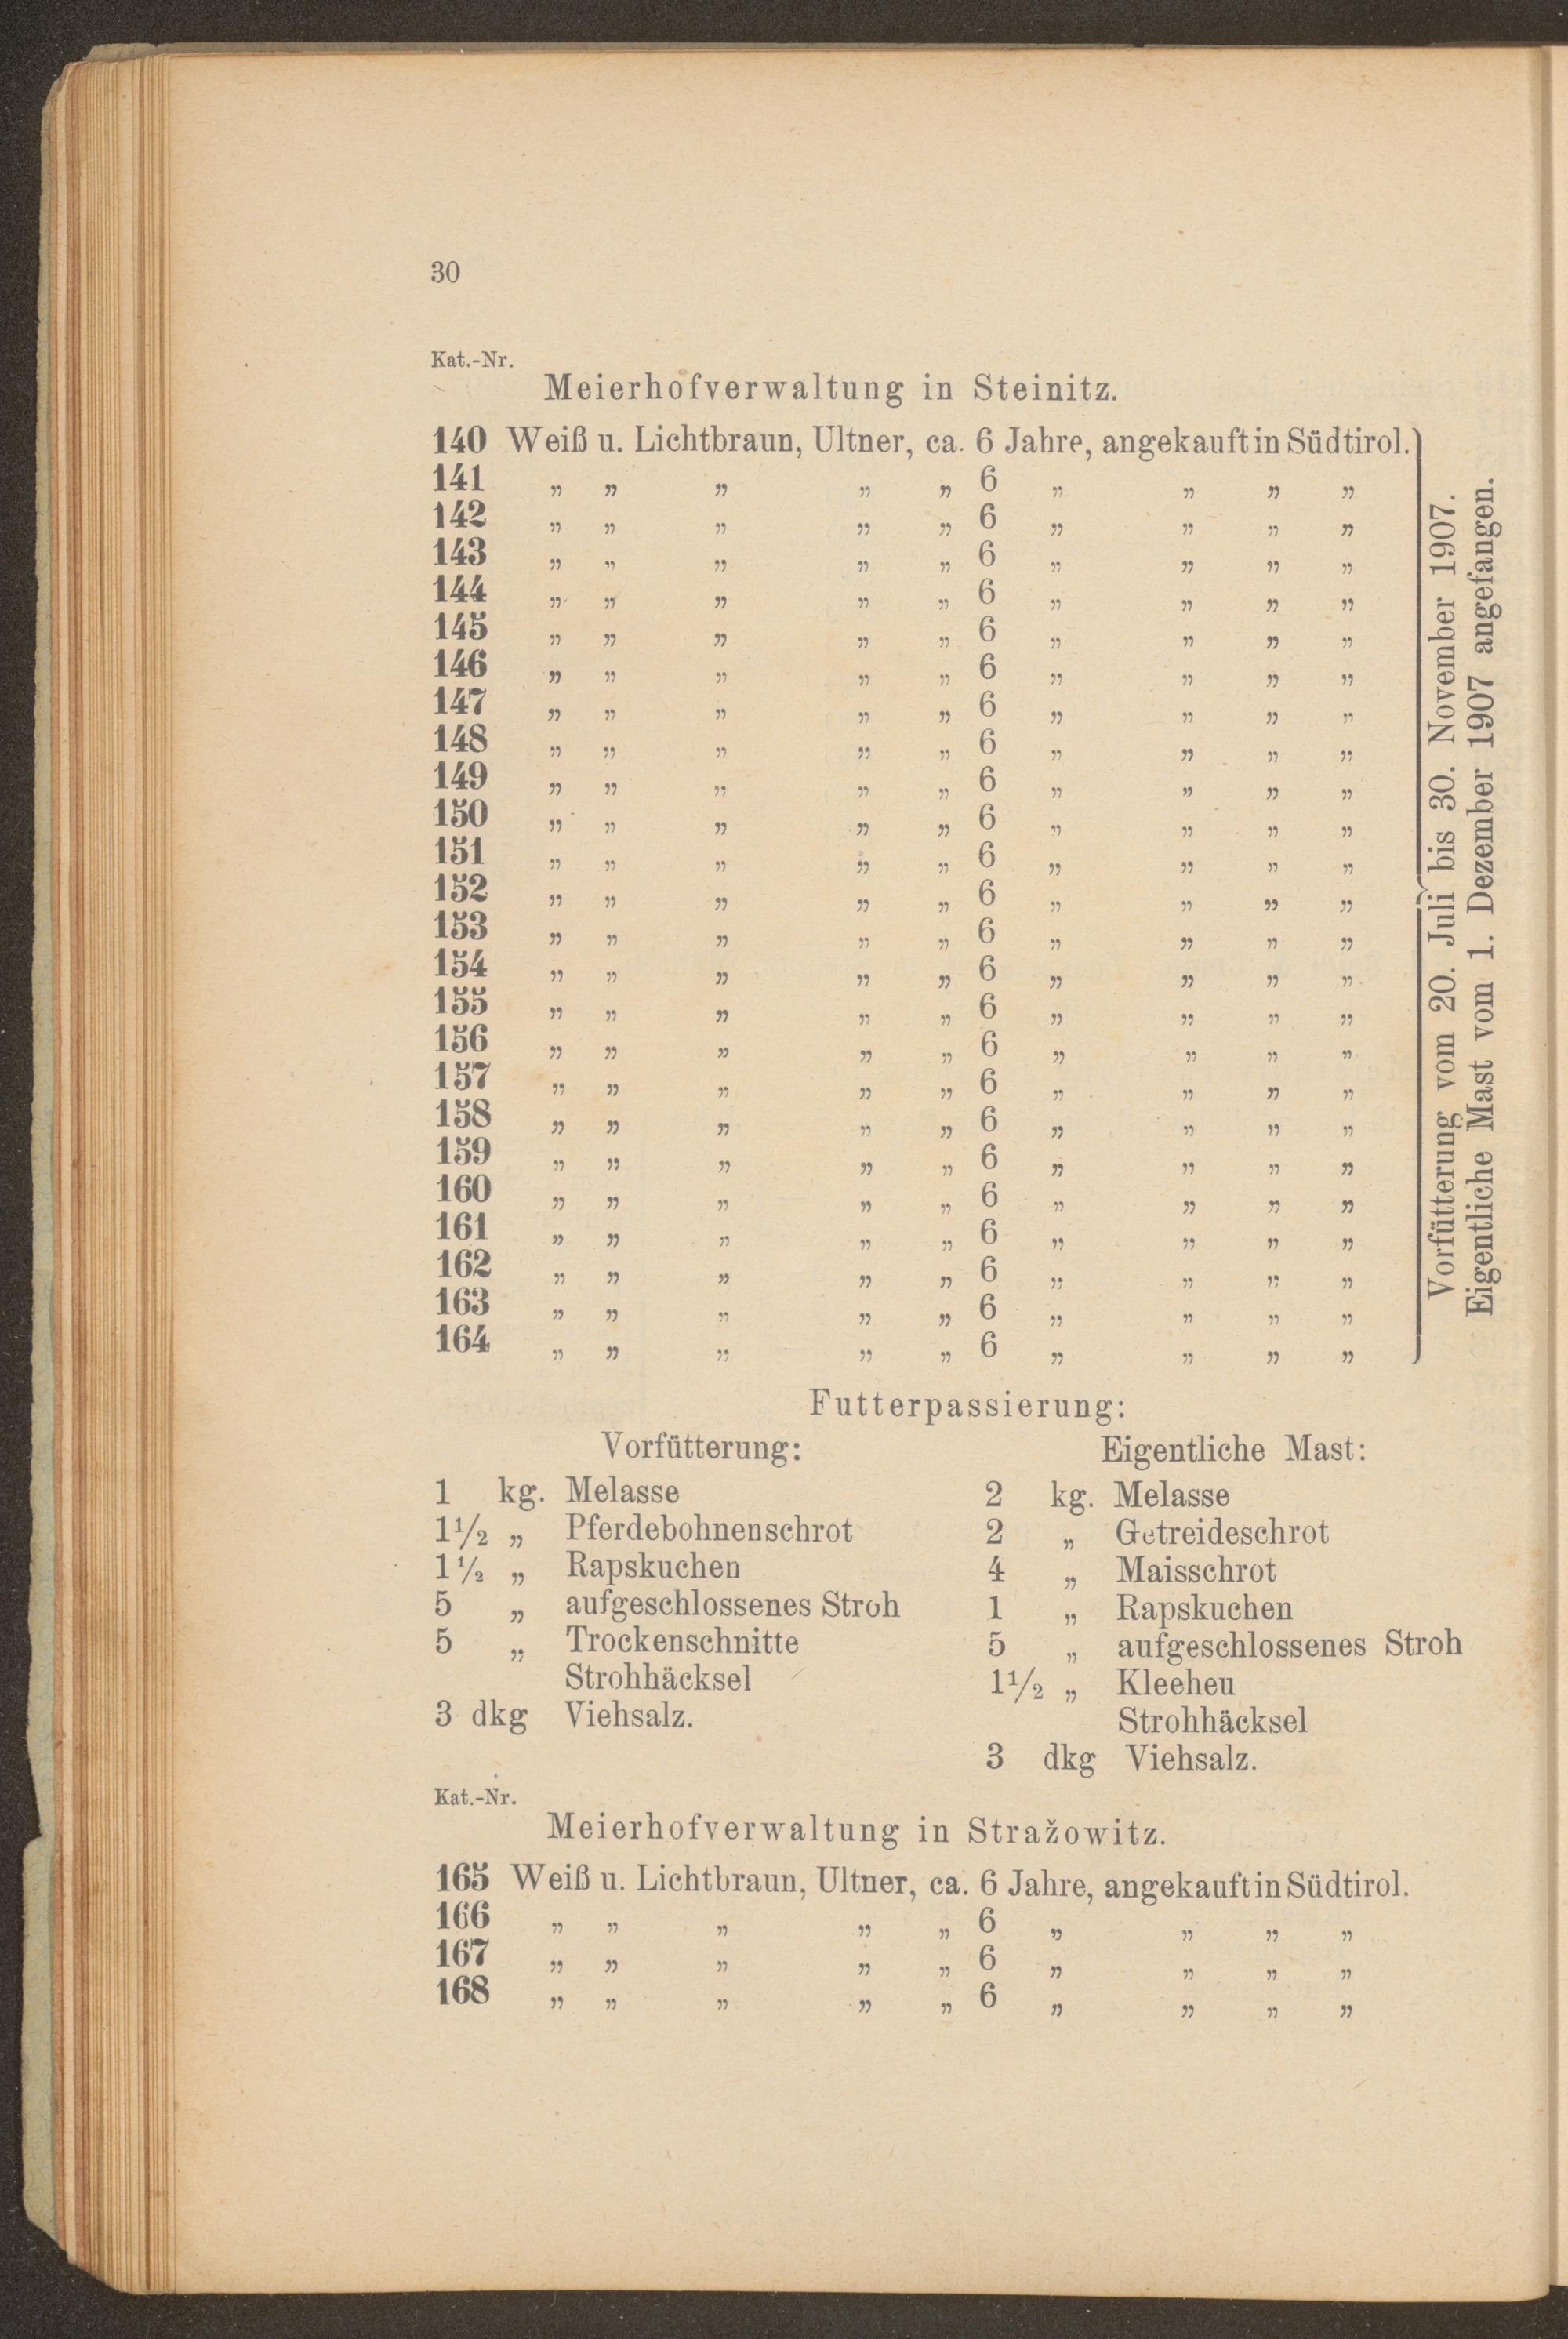 30
Kat.-Nr.
Meierhofverwaltung in Steinitz.
140 Weiß u. Lichtbraun, Ultner, ca. 6 Jahre, angekauft in Südtirol.
141 „ „ „ „ „ 6 „ „ „ „
142 „ „ „ „ „ 6 „ „ „ „
143 „ „ „ „ „ 6 „ „ „ „
144 „ „ „ „ „ 6 „ „ „ „
145 „ „ „ „ „ 6 „ „ „ „
146 „ „ „ „ „ 6 „ „ „ „
147 „ „ „ „ „ 6 „ „ „ „
148 „ „ „ „ „ 6 „ „ „ „
149 „ „ „ „ „ 6 „ „ „ „
150 „ „ „ „ „ 6 „ „ „ „
151 „ „ „ „ „ 6 „ „ „ „
152 „ „ „ „ „ 6 „ „ „ „
153 „ „ „ „ „ 6 „ „ „ „
154 „ „ „ „ „ 6 „ „ „ „
155 „ „ „ „ „ 6 „ „ „ „
156 „ „ „ „ „ 6 „ „ „ „
157 „ „ „ „ „ 6 „ „ „ „
158 „ „ „ „ „ 6 „ „ „ „
159 „ „ „ „ „ 6 „ „ „ „
160 „ „ „ „ „ 6 „ „ „ „
161 „ „ „ „ „ 6 „ „ „ „
162 „ „ „ „ „ 6 „ „ „ „
163 „ „ „ „ „ 6 „ „ „ „
164 „ „ „ „ „ 6 „ „ „ „
Vorfütterung vom 20. Juli bis 30. November 1907.
Eigentliche Mast vom 1. Dezember 1907 angefangen.
Futterpassierung:
Vorfütterung:
1 kg. Melasse
1½ „ Pferdebohnenschrot
1½ „ Rapskuchen
5 „ aufgeschlossenes Stroh
5 „ Trockenschnitte
Strohhäcksel
3 dkg Viehsalz.
Eigentliche Mast:
2 kg. Melasse
2 „ Getreideschrot
4 „ Maisschrot
1 „ Rapskuchen
5 „ aufgeschlossenes Stroh
1½ „ Kleeheu
Strohhäcksel
3 dkg Viehsalz.
Kat.-Nr.
Meierhofverwaltung in Stražowitz.
165 Weiß u. Lichtbraun, Ultner, ca. 6 Jahre, angekauft in Südtirol.
166 „ „ „ „ „ 6 „ „ „ „
167 „ „ „ „ „ 6 „ „ „ „
168 „ „ „ „ „ 6 „ „ „ „